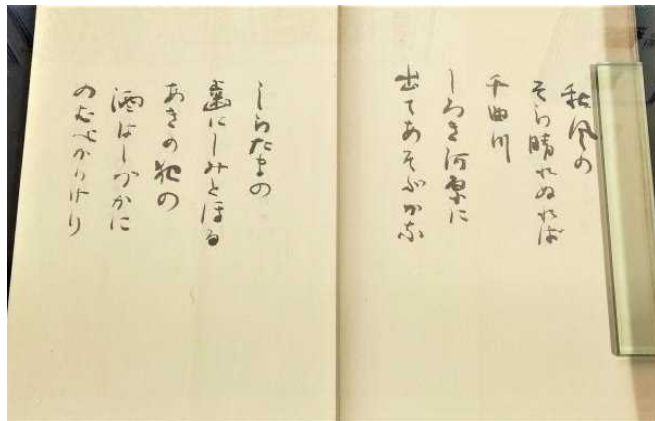 秋風の
そら晴れぬれば
千曲川
しろき河原に
出てあそぶかな
しらたまの
歯にしみとほる
あきの夜の
酒はしづかに
のむべかりけり